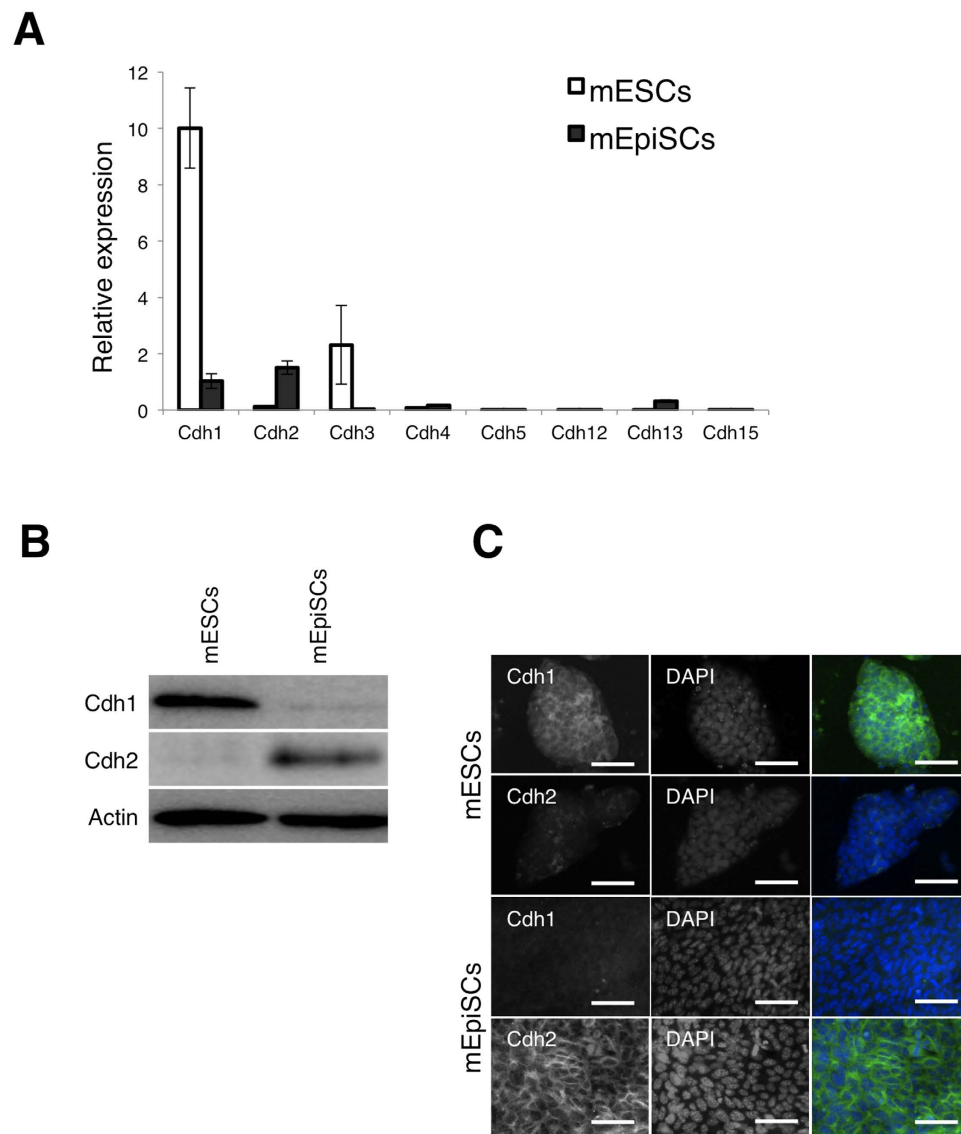 A
12
10
8
6
4
2
0
Relative expression
mESCs
mEpiSCs
Cdh1 Cdh2 Cdh3 Cdh4 Cdh5 Cdh12 Cdh13 Cdh15
B
mESCs
mEpiSCs
Cdh1
Cdh2
Actin
C
mESCs
mEpiSCs
Cdh1 DAPI
Cdh2 DAPI
Cdh1 DAPI
Cdh2 DAPI